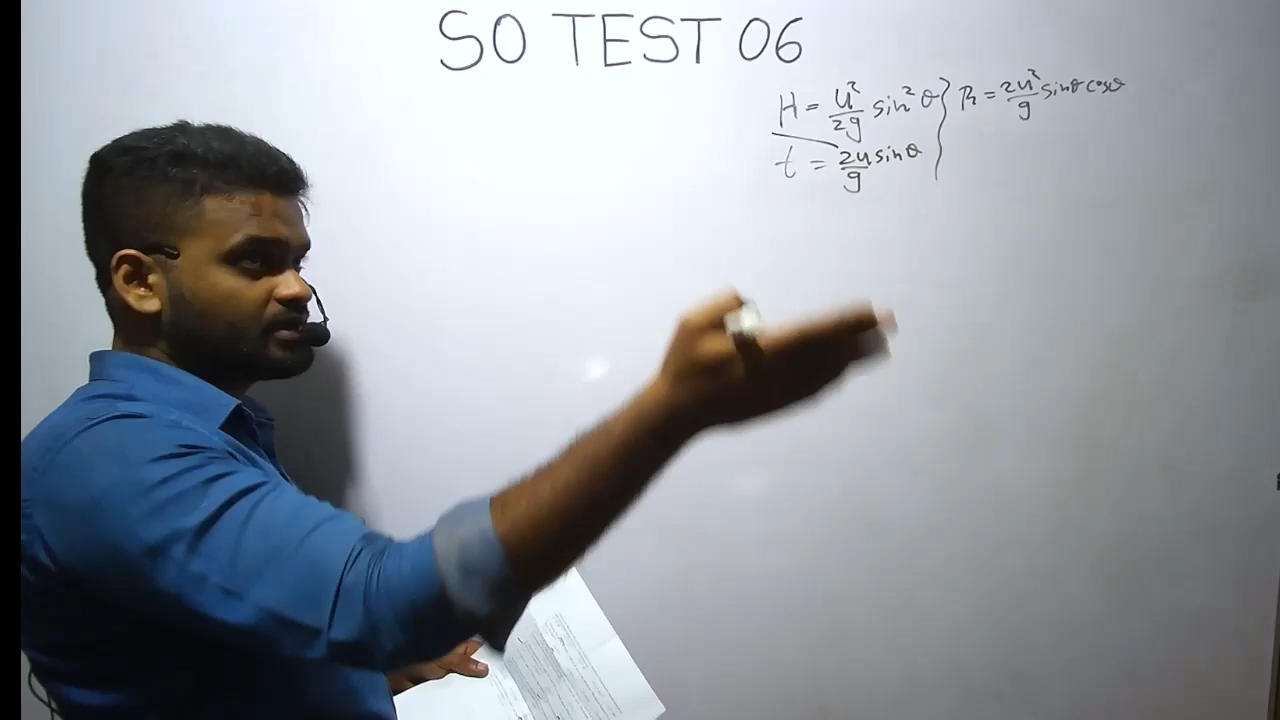 SO TEST 06
H = u²/2g sin²θ } R = 2u²/g sinθ cosθ
t = 2u sinθ/g